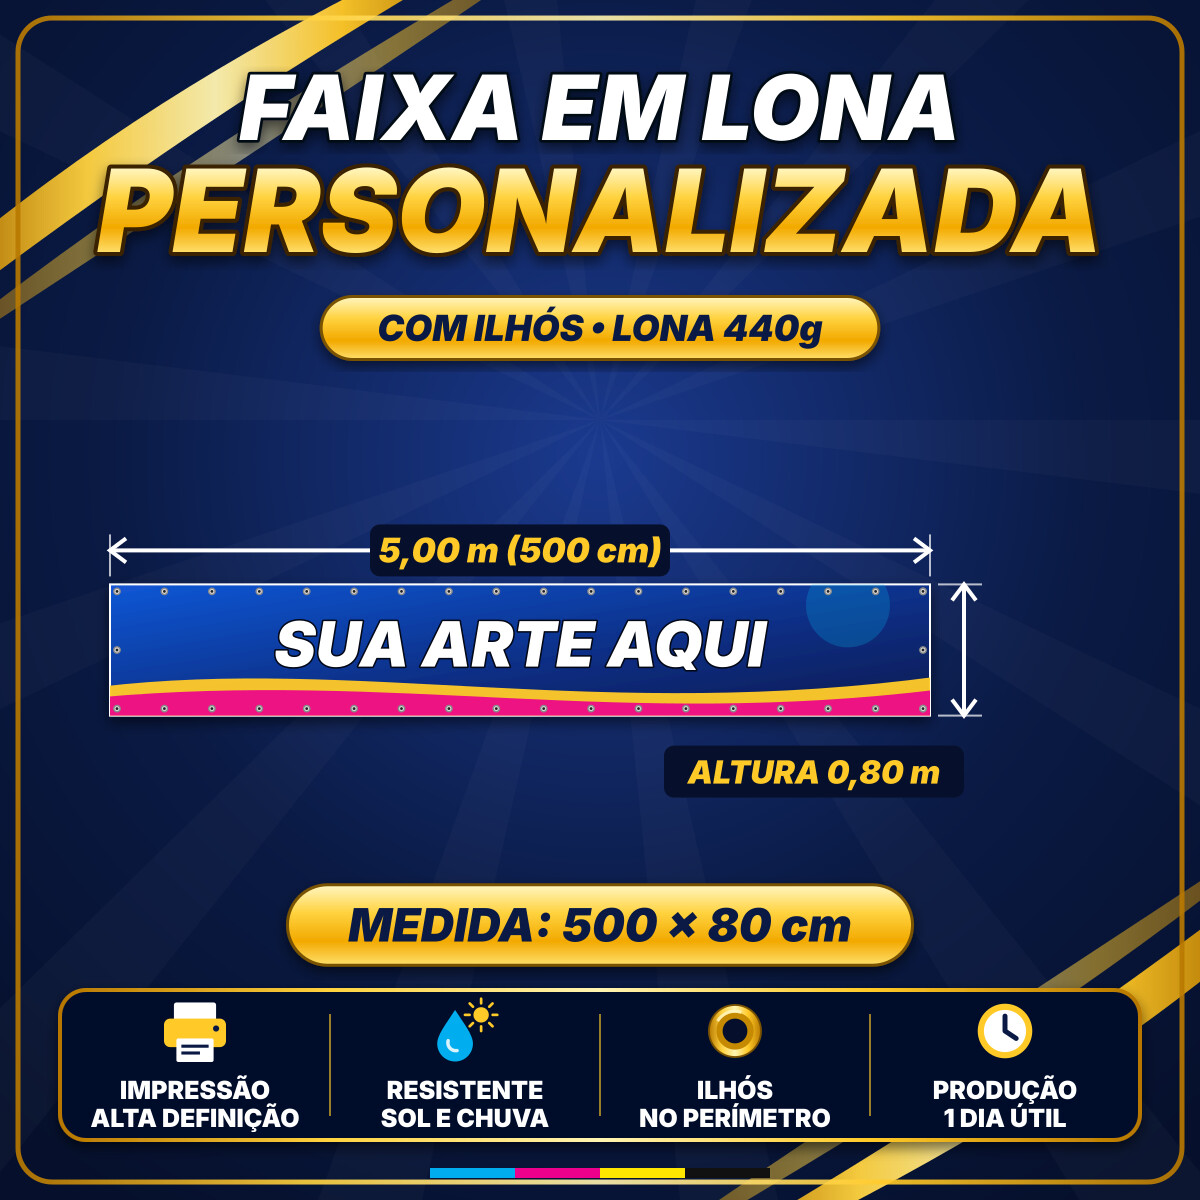 FAIXA EM LONA
PERSONALIZADA
COM ILHÓS • LONA 440g
5,00 m (500 cm)
SUA ARTE AQUI
ALTURA 0,80 m
MEDIDA: 500 × 80 cm
IMPRESSÃO
ALTA DEFINIÇÃO
RESISTENTE
SOL E CHUVA
ILHÓS
NO PERÍMETRO
PRODUÇÃO
1 DIA ÚTIL